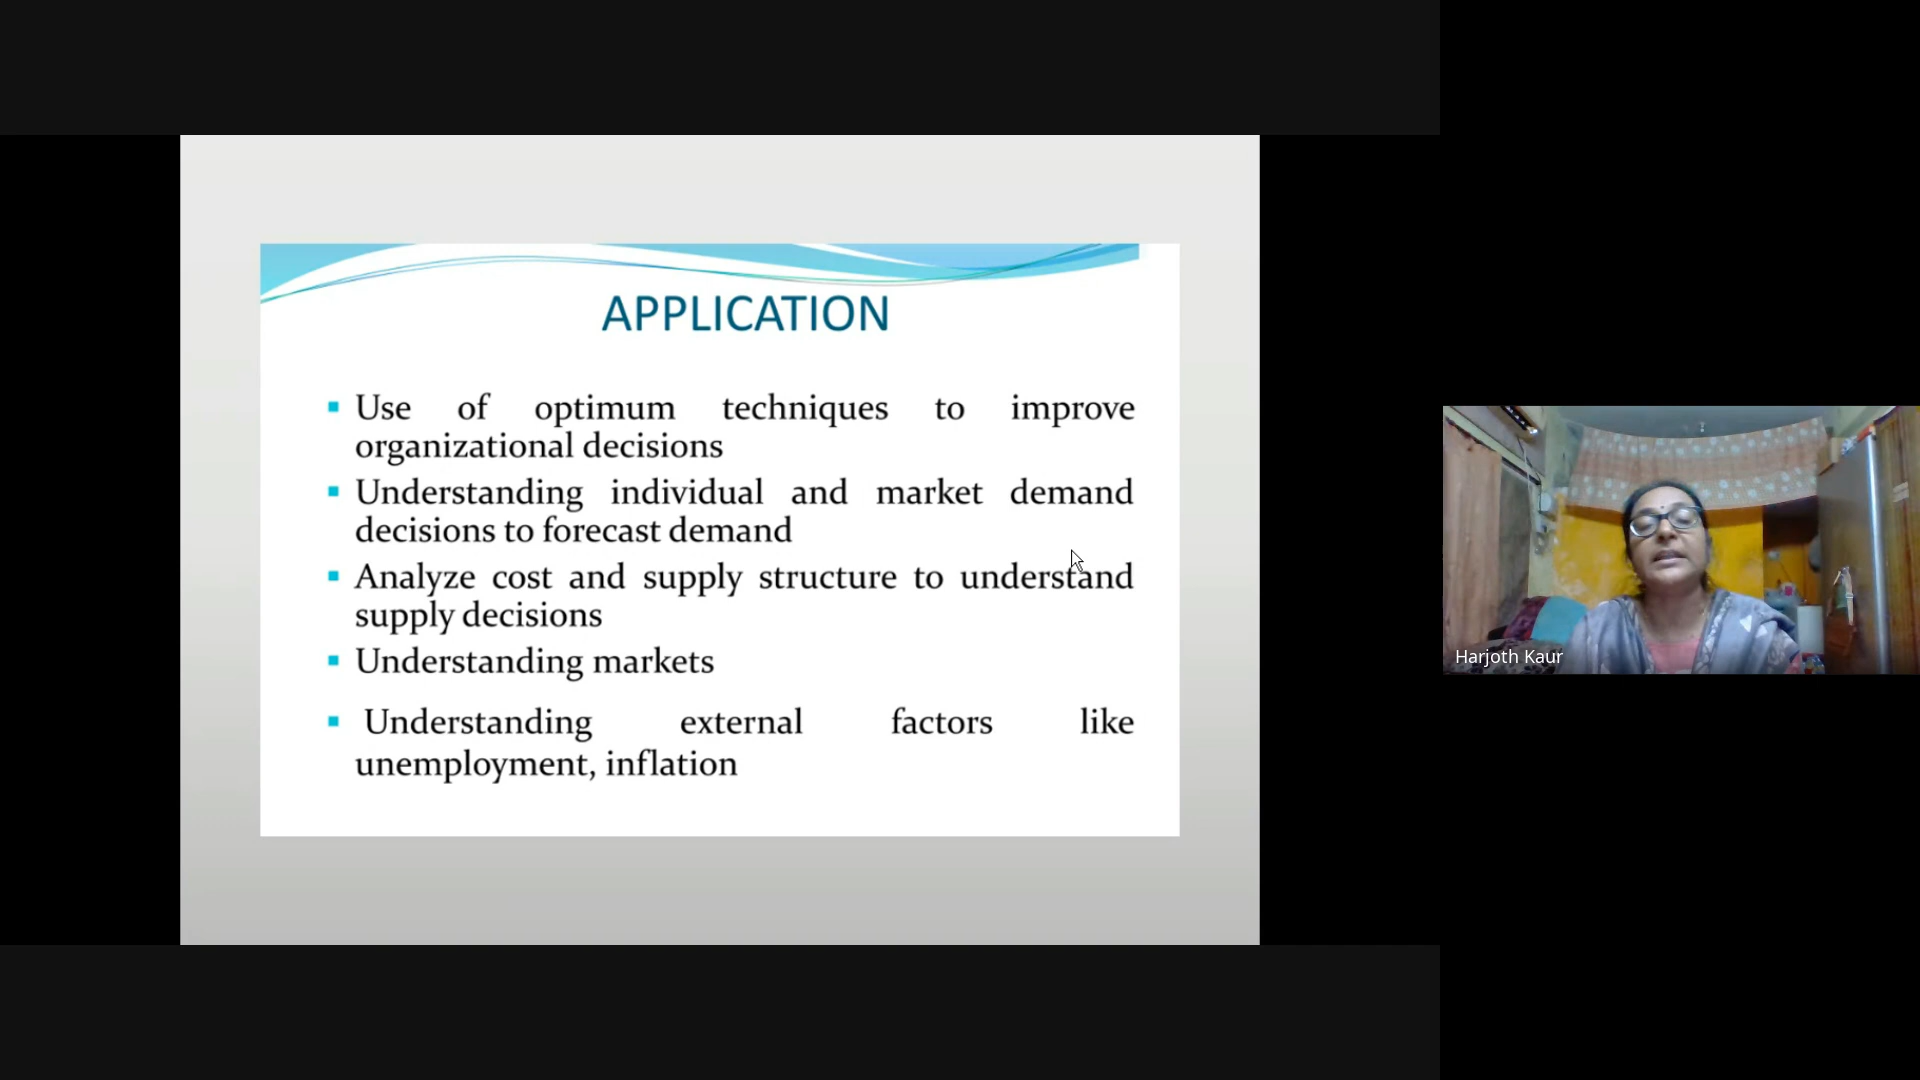 APPLICATION
Use of optimum techniques to improve
organizational decisions
Understanding individual and market demand
decisions to forecast demand
Analyze cost and supply structure to understand
supply decisions
Understanding markets
Understanding external factors like
unemployment, inflation
Harjoth Kaur